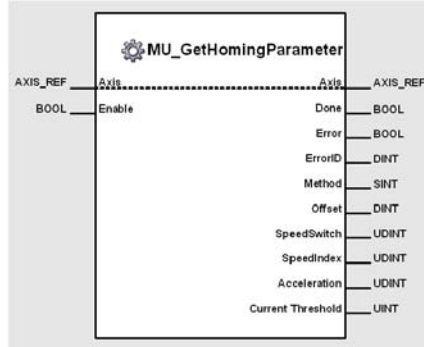 MU_GetHomingParameter
AXIS_REF Axis Axis AXIS_REF
BOOL Enable Done BOOL
Error BOOL
ErrorID DINT
Method SINT
Offset DINT
SpeedSwitch UDINT
SpeedIndex UDINT
Acceleration UDINT
Current Threshold UINT